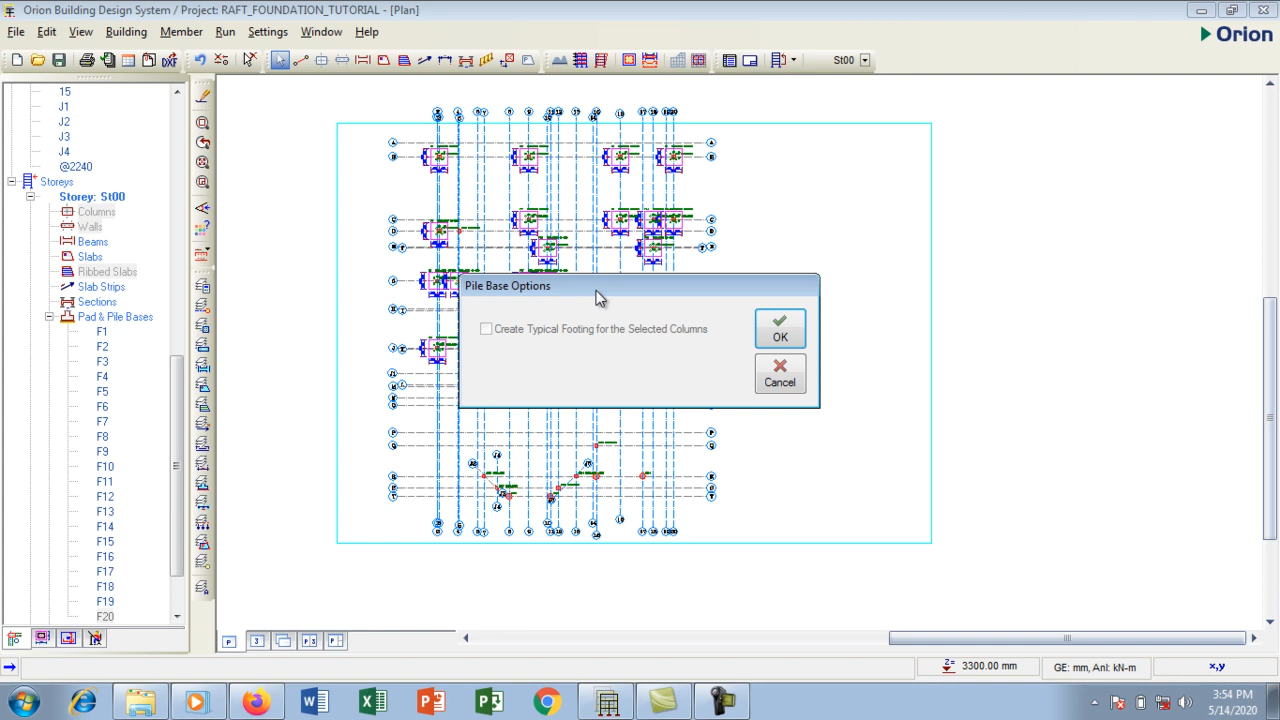 Orion Building Design System / Project: RAFT_FOUNDATION_TUTORIAL - [Plan]
File Edit View Building Member Run Settings Window Help
Orion
DXF
St00
15
J1
J2
J3
J4
@2240
Storeys
Storey: St00
Columns
Walls
Beams
Slabs
Ribbed Slabs
Slab Strips
Sections
Pad & Pile Bases
F1
F2
F3
F4
F5
F6
F7
F8
F9
F10
F11
F12
F13
F14
F15
F16
F17
F18
F19
F20
Pile Base Options
Create Typical Footing for the Selected Columns
OK
Cancel
Z=
3300.00 mm
GE: mm, Anl: kN-m
x,y
3:54 PM
5/14/2020